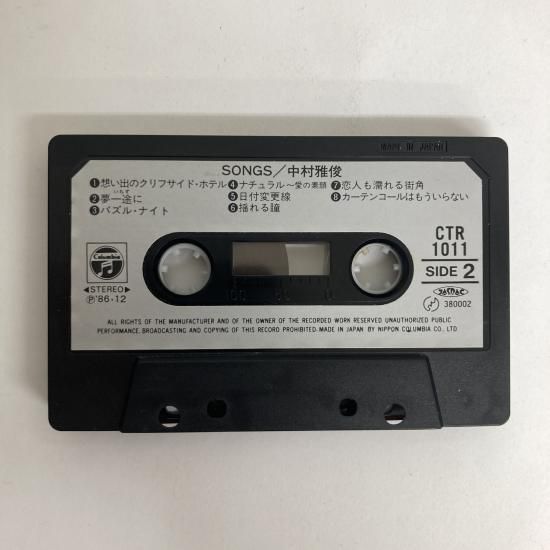 MADE IN JAPAN
SONGS／中村雅俊
❶想い出のクリフサイド・ホテル
❷夢一途に
いちず
❸パズル・ナイト
❹ナチュラル〜愛の素顔
❺日付変更線
❻揺れる瞳
❼恋人も濡れる街角
❽カーテンコールはもういらない
Columbia
◀STEREO▶
Ⓟ'86・12
CTR
1011
SIDE 2
380002
100
50
0
ALL RIGHTS OF THE MANUFACTURER AND OF THE OWNER OF THE RECORDED WORK RESERVED UNAUTHORIZED PUBLIC
PERFORMANCE, BROADCASTING AND COPYING OF THIS RECORD PROHIBITED・MADE IN JAPAN BY NIPPON COLUMBIA CO., LTD.